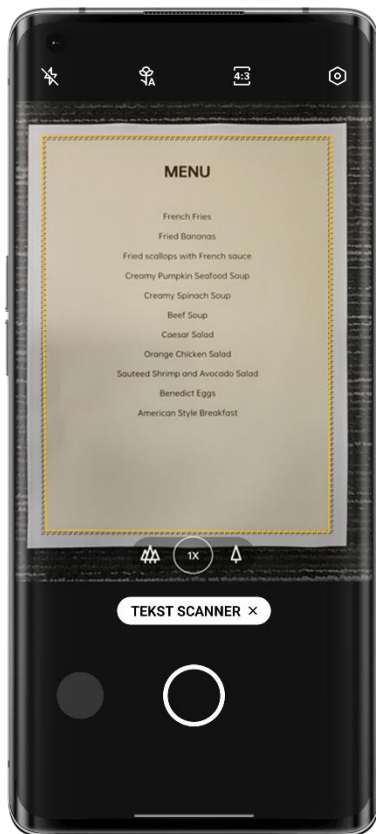 A
4:3
MENU
French Fries
Fried Bananas
Fried scallops with French sauce
Creamy Pumpkin Seafood Soup
Creamy Spinach Soup
Beef Soup
Caesar Salad
Orange Chicken Salad
Sauteed Shrimp and Avocado Salad
Benedict Eggs
American Style Breakfast
1X
TEKST SCANNER ×